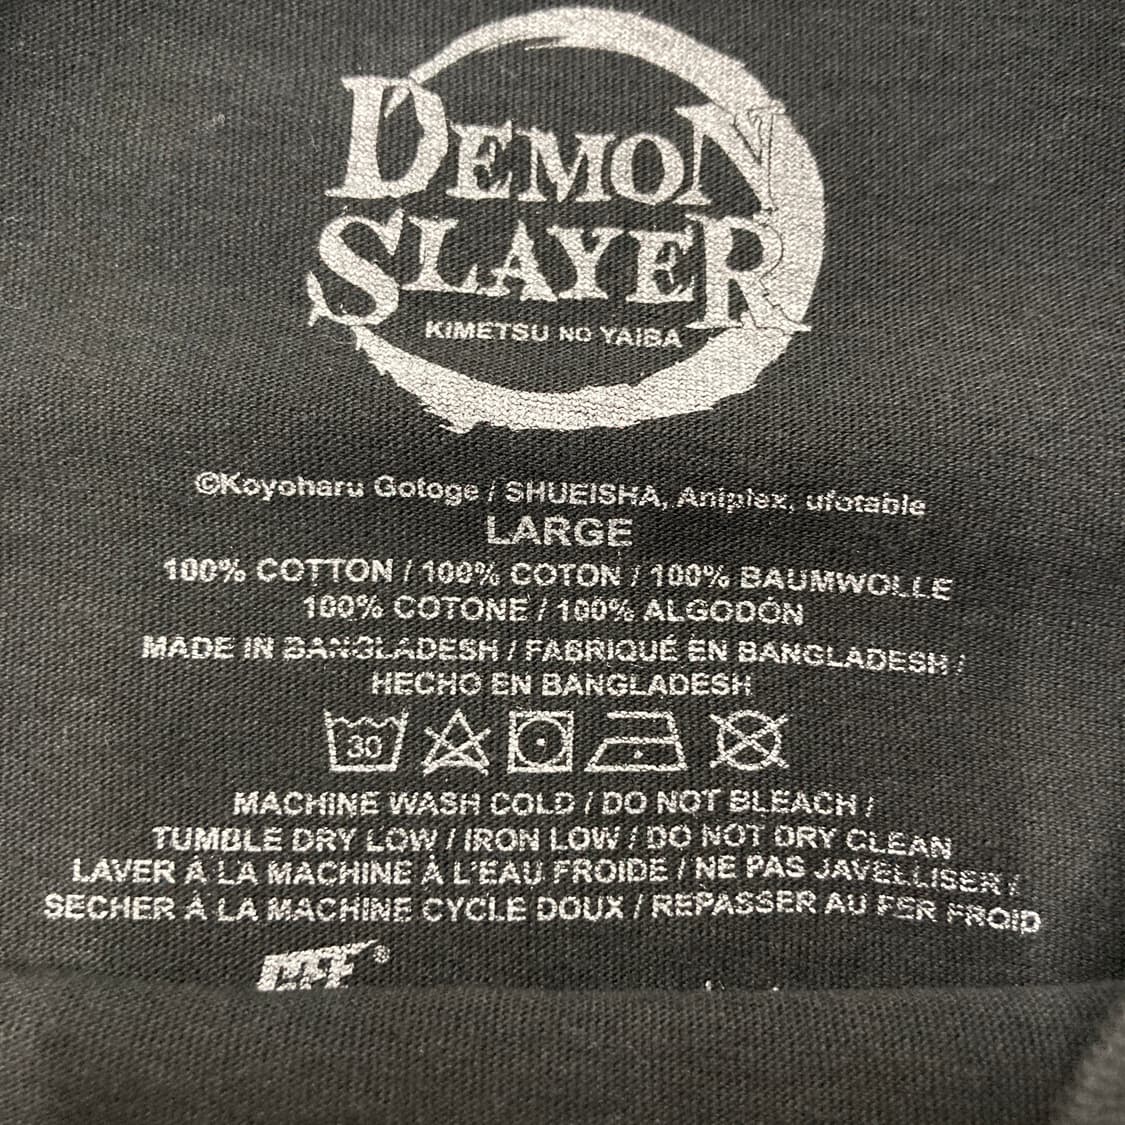 DEMON
SLAYER
KIMETSU NO YAIBA
©Koyoharu Gotoge / SHUEISHA, Aniplex, ufotable
LARGE
100% COTTON / 100% COTON / 100% BAUMWOLLE
100% COTONE / 100% ALGODÓN
MADE IN BANGLADESH / FABRIQUÉ EN BANGLADESH /
HECHO EN BANGLADESH
30
MACHINE WASH COLD / DO NOT BLEACH /
TUMBLE DRY LOW / IRON LOW / DO NOT DRY CLEAN
LAVER À LA MACHINE À L'EAU FROIDE / NE PAS JAVELLISER /
SECHER À LA MACHINE CYCLE DOUX / REPASSER AU FER FROID